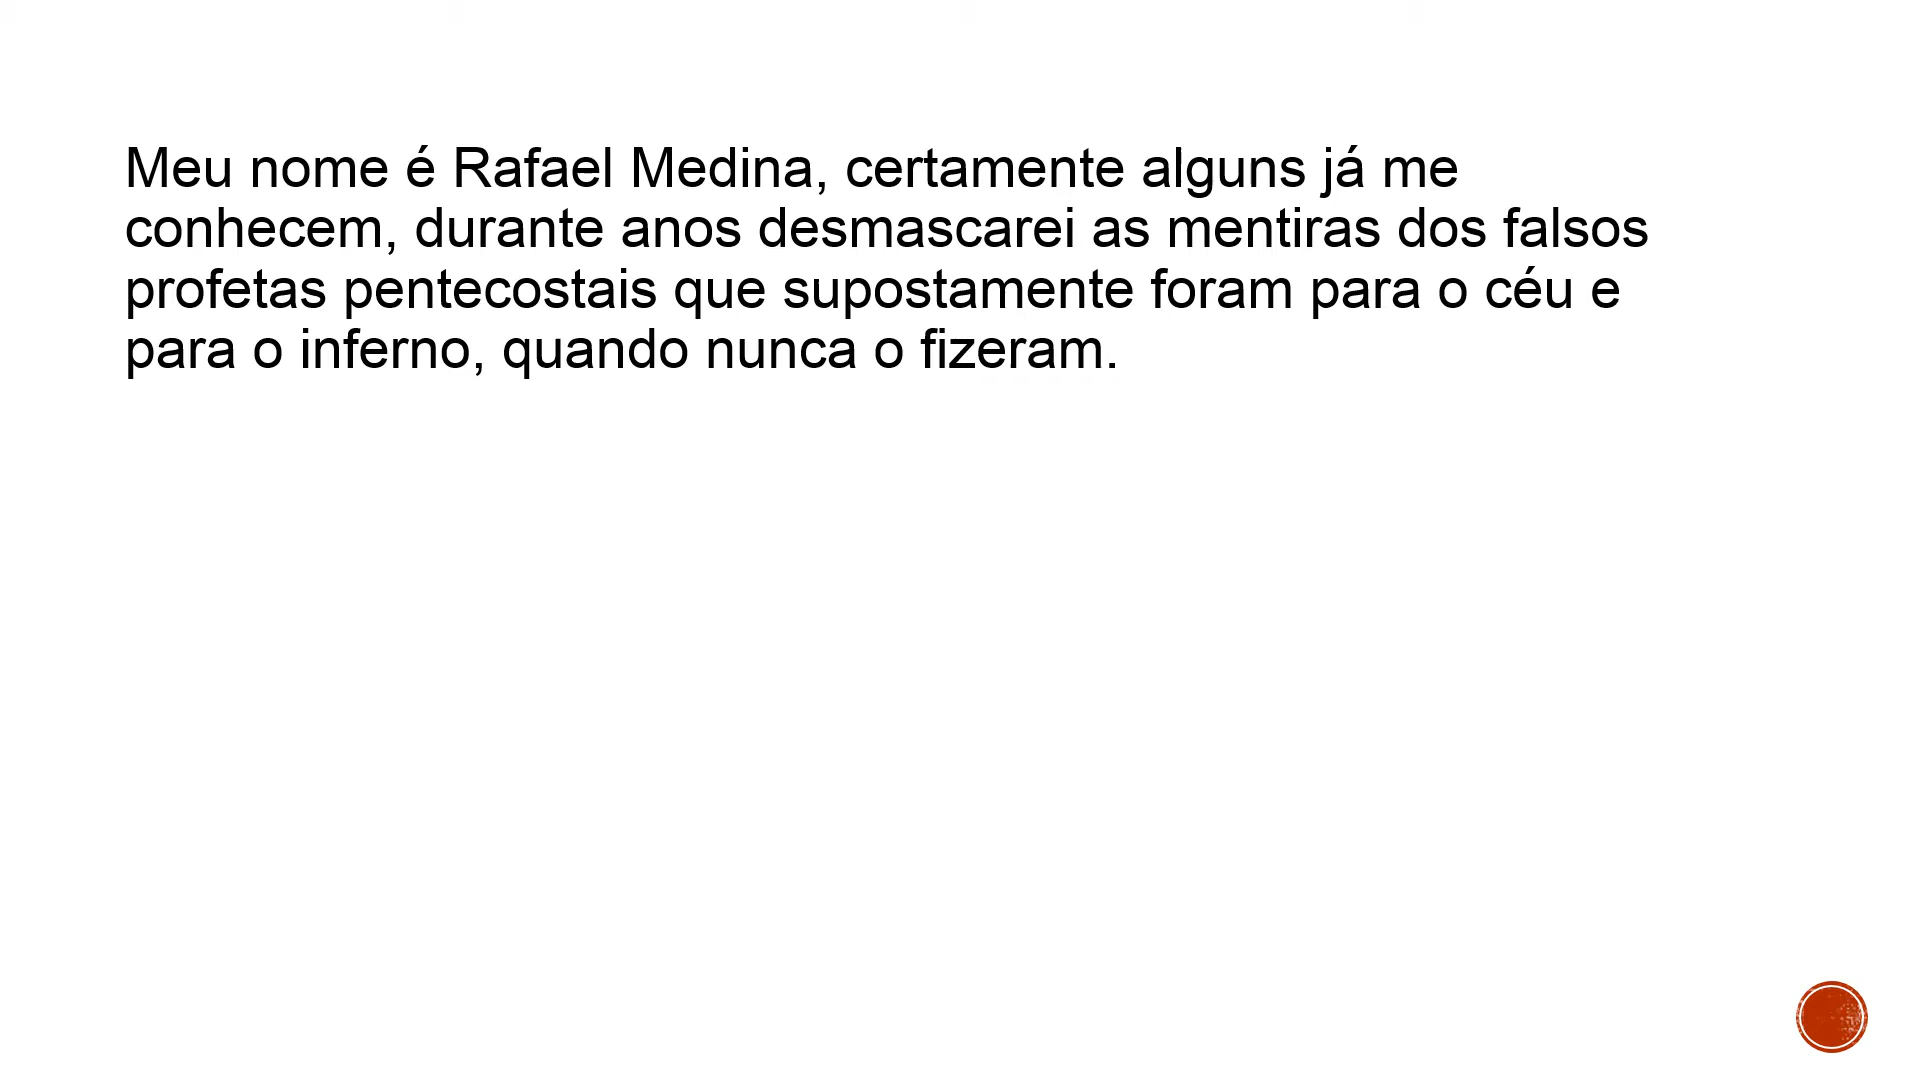 Meu nome é Rafael Medina, certamente alguns já me
conhecem, durante anos desmascarei as mentiras dos falsos
profetas pentecostais que supostamente foram para o céu e
para o inferno, quando nunca o fizeram.